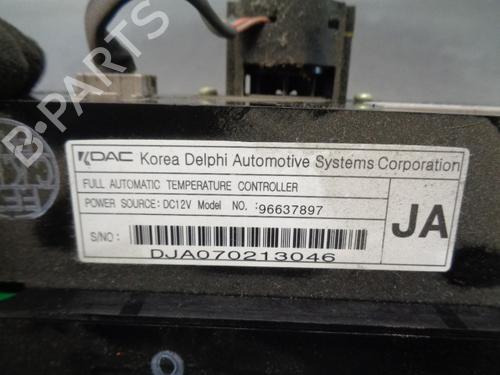 KDAC Korea Delphi Automotive Systems Corporation
FULL AUTOMATIC TEMPERATURE CONTROLLER
POWER SOURCE: DC12V Model NO. :96637897
JA
S/NO :
DJA070213046
B-PARTS